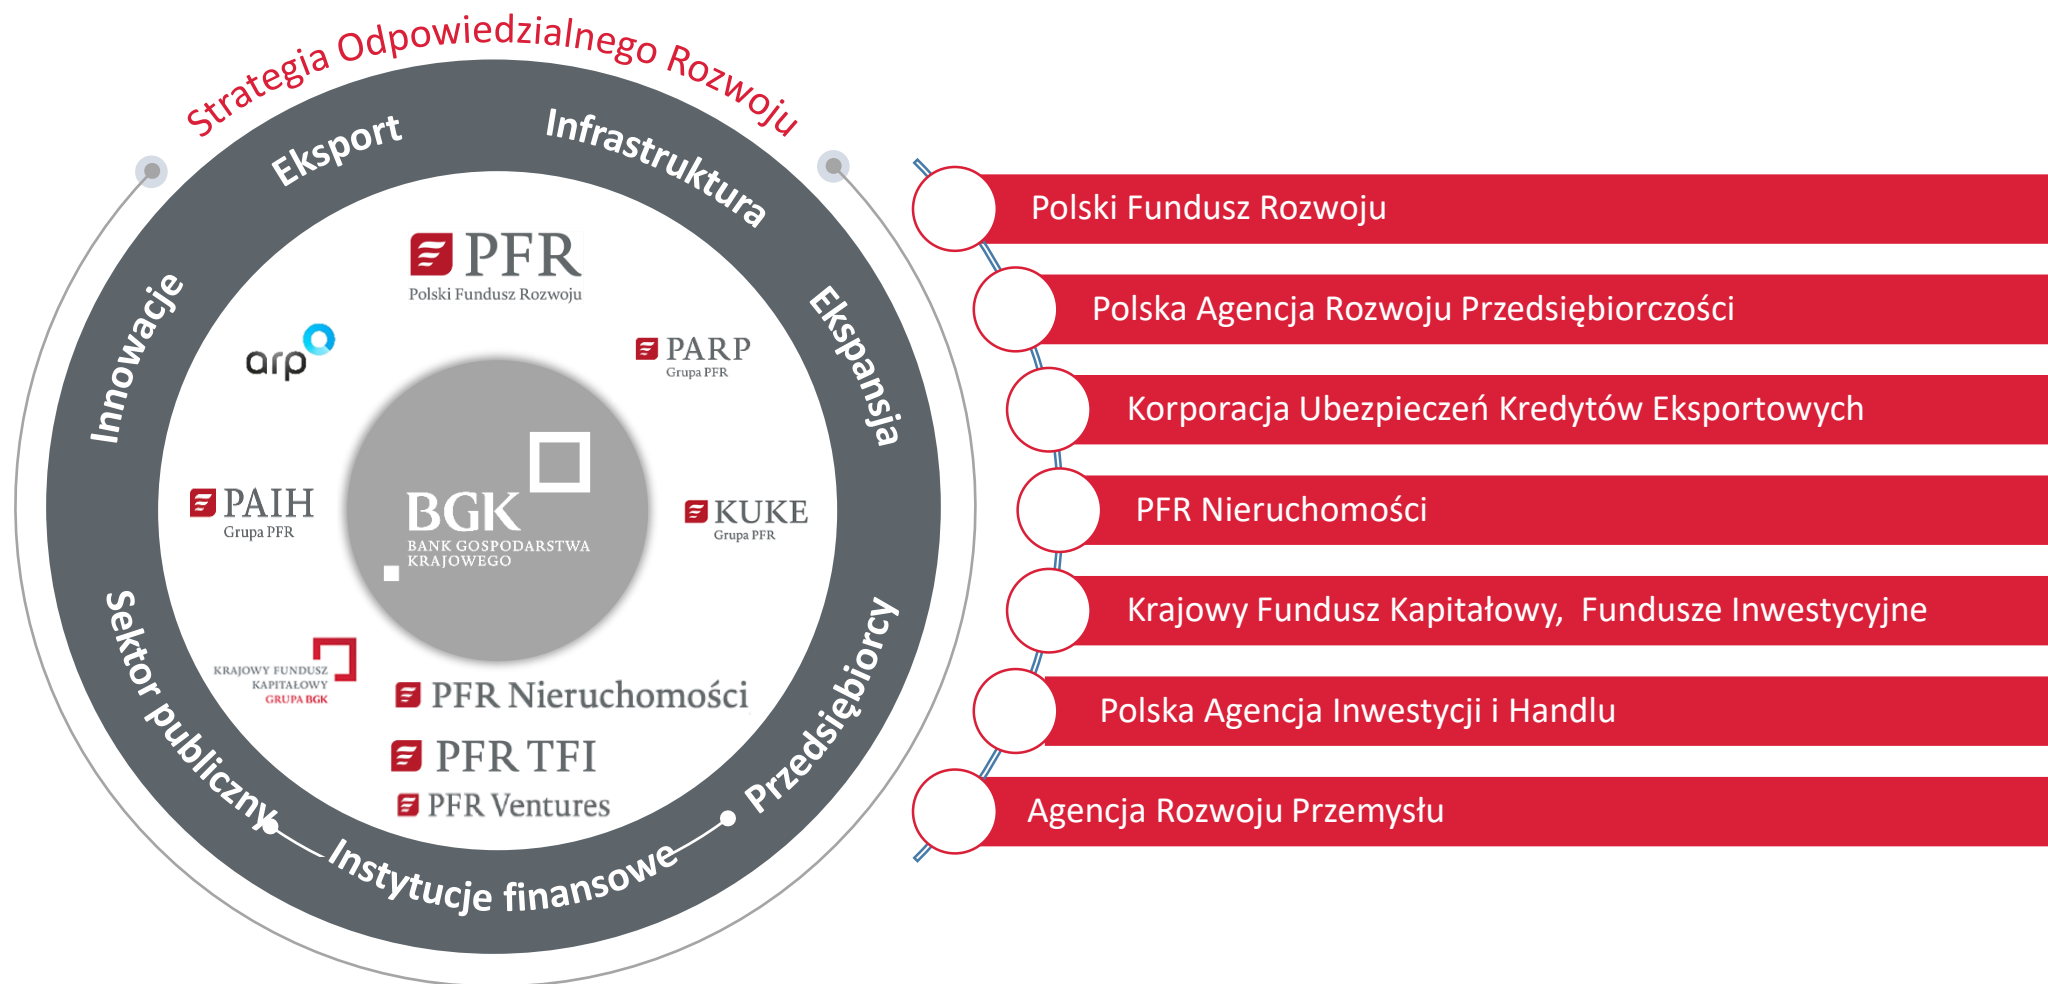 Strategia Odpowiedzialnego Rozwoju
Eksport
Infrastruktura
Innowacje
Ekspansja
PFR
Polski Fundusz Rozwoju
arp
PARP
Grupa PFR
PAIH
Grupa PFR
BGK
BANK GOSPODARSTWA
KRAJOWEGO
KUKE
Grupa PFR
KRAJOWY FUNDUSZ
KAPITAŁOWY
GRUPA BGK
PFR Nieruchomości
PFR TFI
PFR Ventures
Sektor publiczny
Instytucje finansowe
Przedsiębiorcy
Polski Fundusz Rozwoju
Polska Agencja Rozwoju Przedsiębiorczości
Korporacja Ubezpieczeń Kredytów Eksportowych
PFR Nieruchomości
Krajowy Fundusz Kapitałowy, Fundusze Inwestycyjne
Polska Agencja Inwestycji i Handlu
Agencja Rozwoju Przemysłu